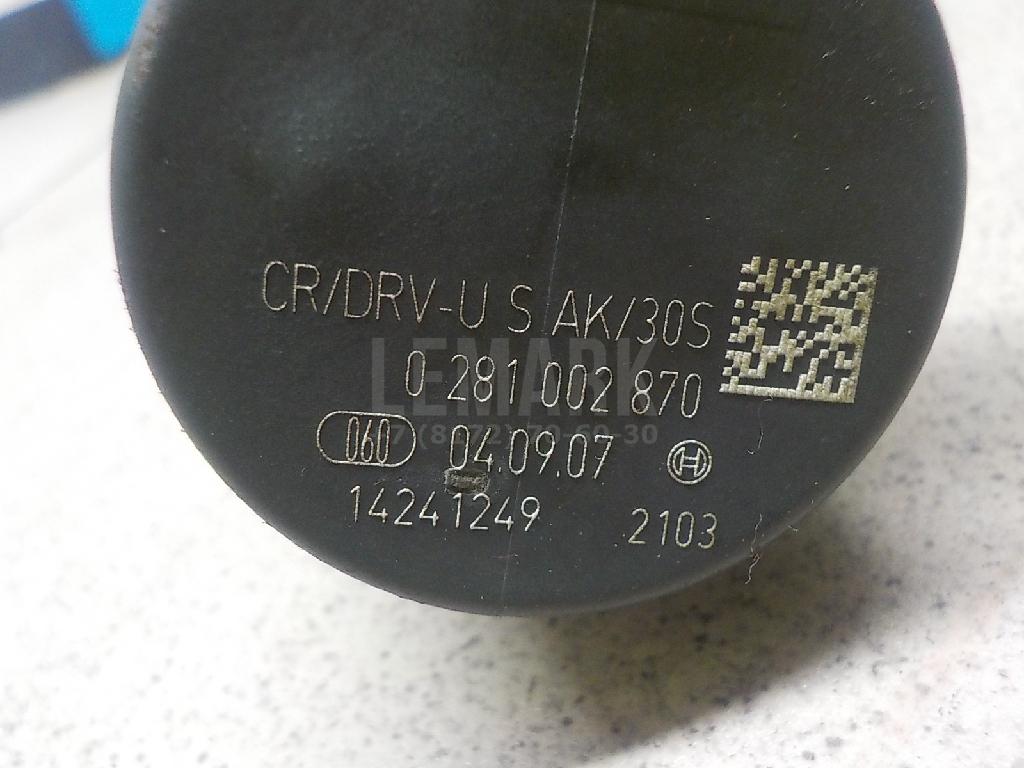 CR/DRV-U S AK/30S
LEMARK
0 281 002 870
060 04.09.07 H
14241249 2103